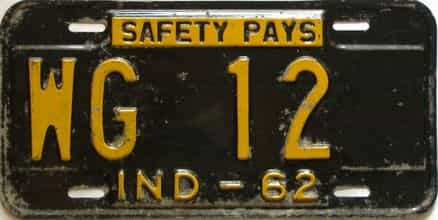 SAFETY PAYS
WG 12
IND - 62